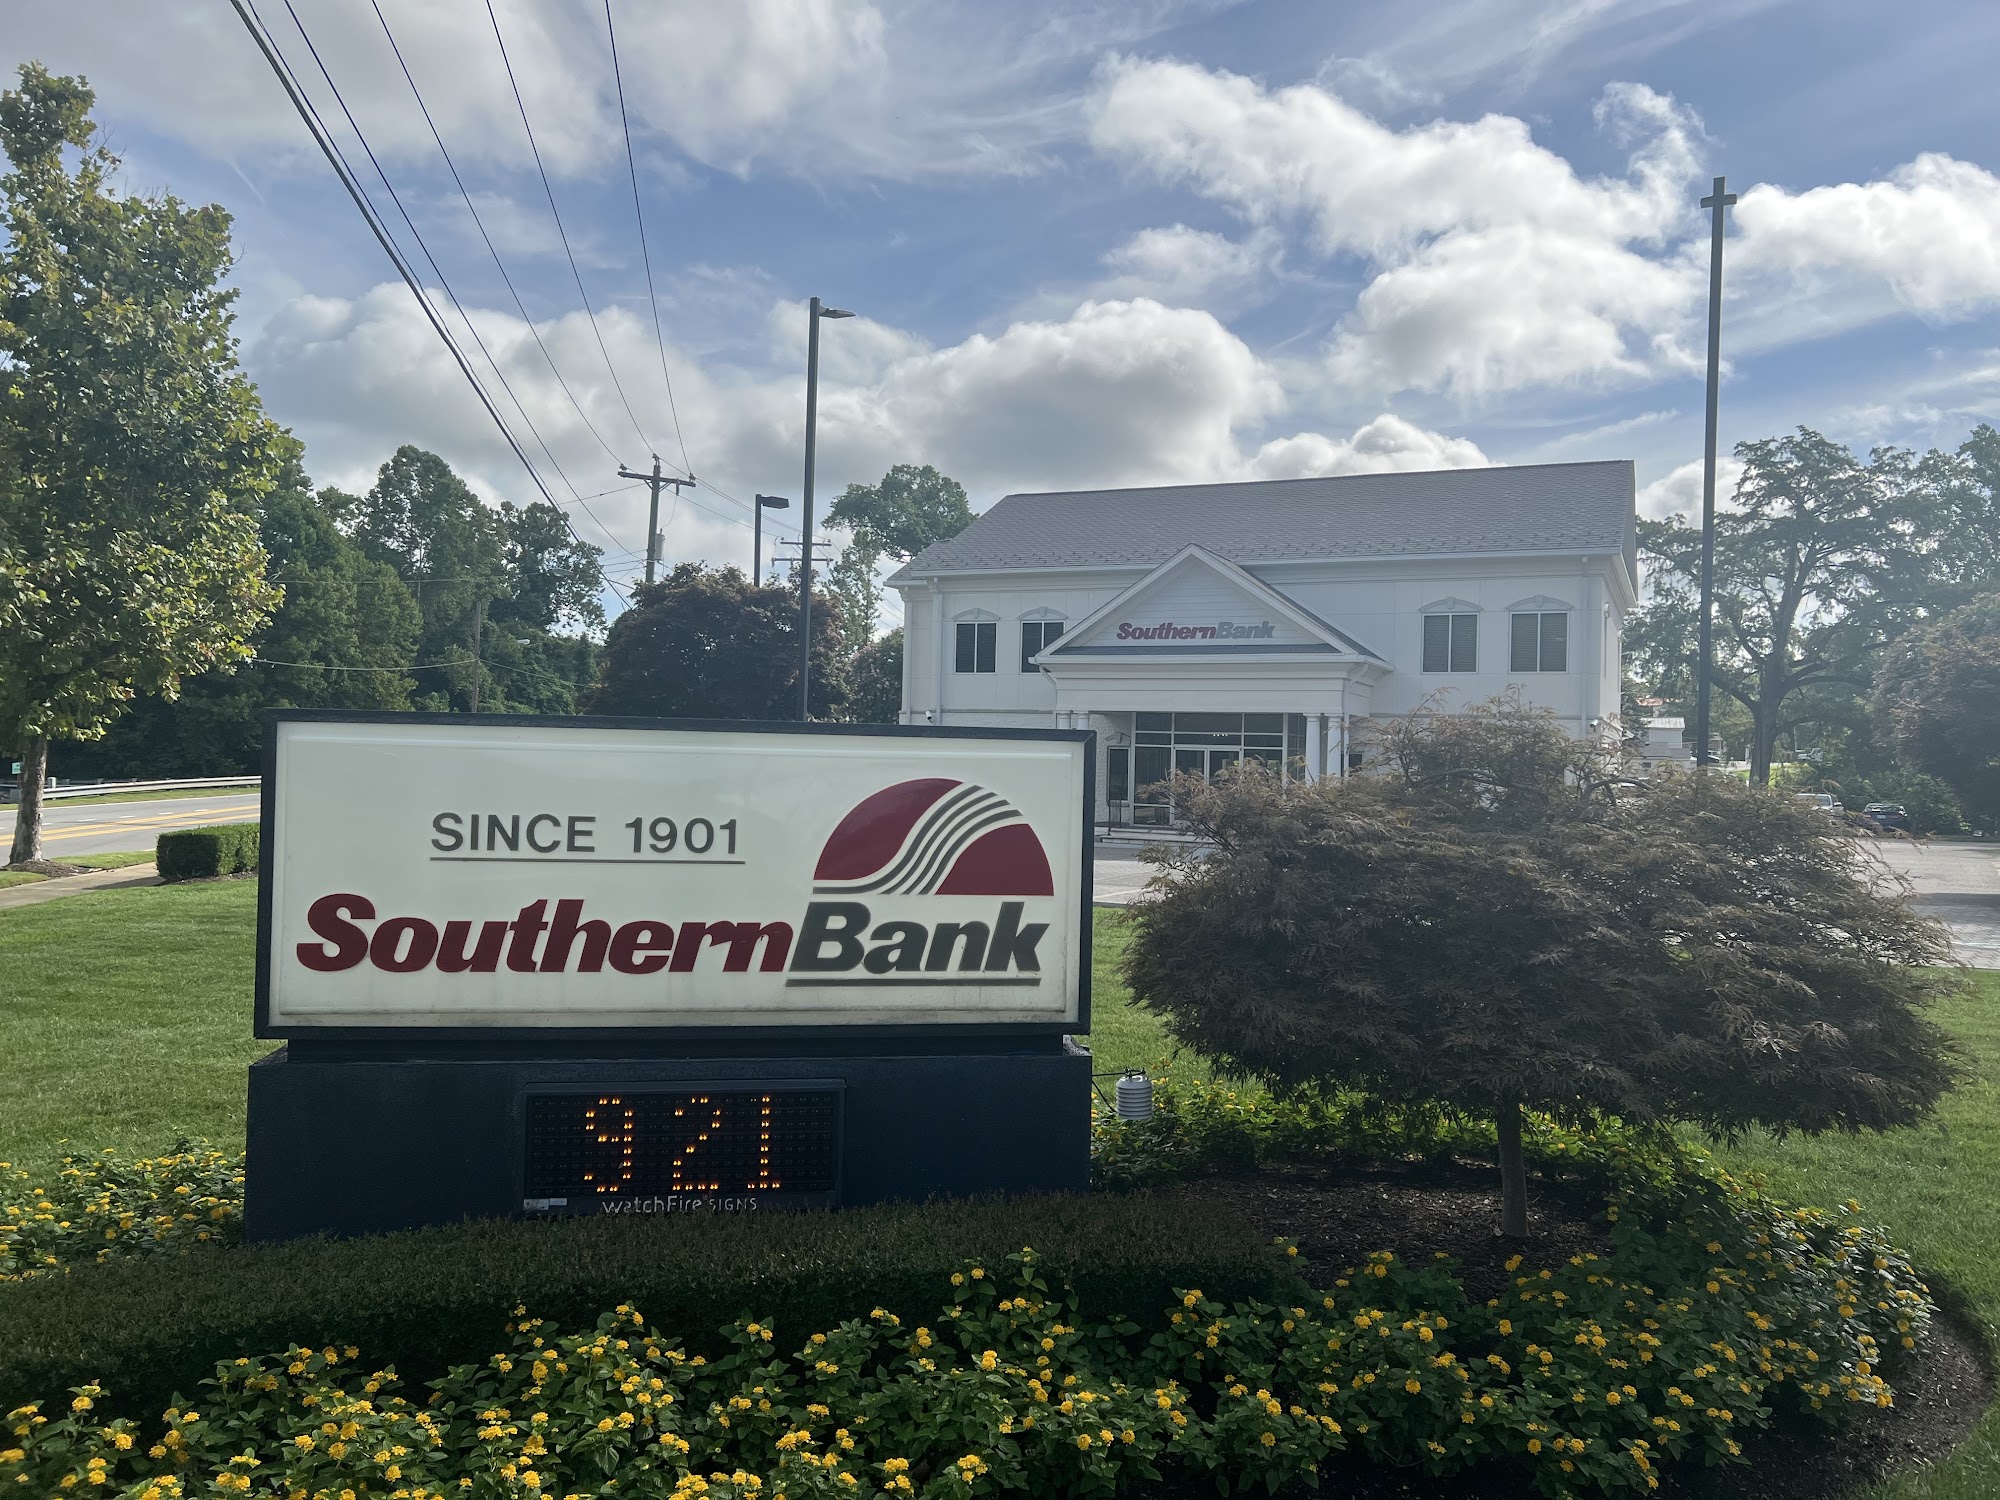 SouthernBank
SINCE 1901
SouthernBank
921
watchFire SIGNS